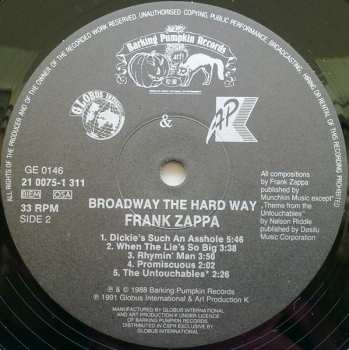 ALL RIGHTS OF THE PRODUCER AND OF THE OWNER OF THE RECORDED WORK RESERVED. UNAUTHORISED COPYING, PUBLIC PERFORMANCE, BROADCASTING, HIRING OR RENTAL OF THIS RECORDING PROHIBITED
Barking Pumpkin Records
arf!
GLOBUS
&
AP
K
GE 0146
21 0075-1 311
BIEM OSA
33 RPM
SIDE 2
BROADWAY THE HARD WAY
FRANK ZAPPA
1. Dickie's Such An Asshole 5:46
2. When The Lie's So Big 3:38
3. Rhymin' Man 3:50
4. Promiscuous 2:02
5. The Untouchables* 2:26
All compositions
by Frank Zappa
published by
Munchkin Music except*
„Theme from the
Untouchables"
by Nelson Riddle
published by Desilu
Music Corporation
℗ & © 1988 Barking Pumpkin Records
℗ 1991 Globus International & Art Production K
MANUFACTURED BY GLOBUS INTERNATIONAL
AND ART PRODUCTION K UNDER LICENCE
OF BARKING PUMPKIN RECORDS.
DISTRIBUTED IN CSFR EXCLUSIVE BY
GLOBUS INTERNATIONAL